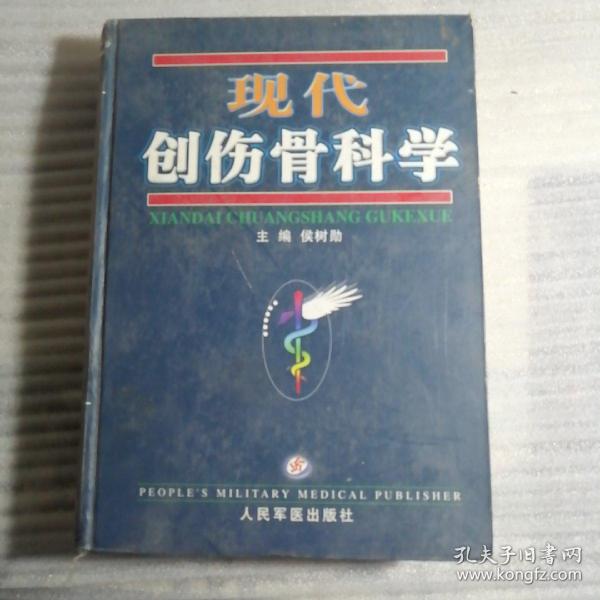 现代
创伤骨科学
XIANDAI CHUANGSHANG GUKEXUE
主 编 侯树勋
PEOPLE'S MILITARY MEDICAL PUBLISHER
人民军医出版社
孔夫子旧书网
www.kongfz.com